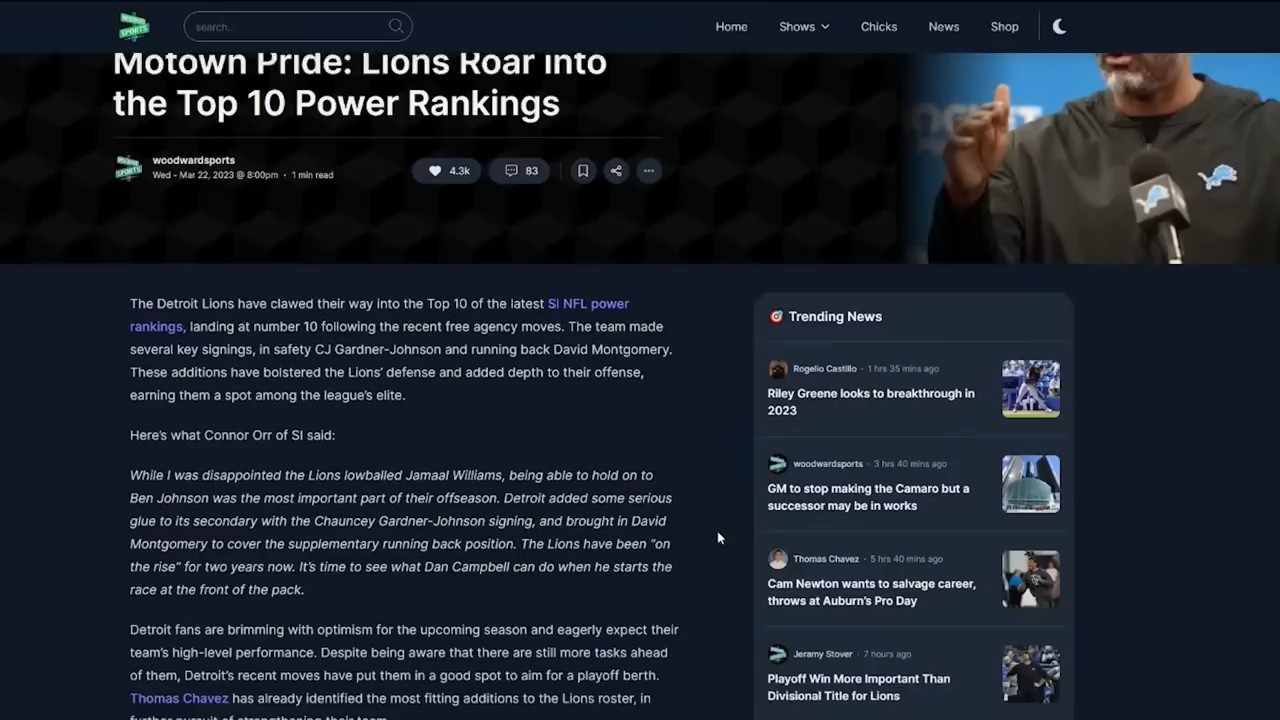 MOTOWN SPORTS
search..
Home
Shows
Chicks
News
Shop
Motown Pride: Lions Roar into
the Top 10 Power Rankings
woodwardsports
Wed - Mar 22, 2023 @ 8:00pm · 1 min read
4.3k
83
The Detroit Lions have clawed their way into the Top 10 of the latest SI NFL power
rankings, landing at number 10 following the recent free agency moves. The team made
several key signings, in safety CJ Gardner-Johnson and running back David Montgomery.
These additions have bolstered the Lions' defense and added depth to their offense,
earning them a spot among the league's elite.
Here's what Connor Orr of SI said:
While I was disappointed the Lions lowballed Jamaal Williams, being able to hold on to
Ben Johnson was the most important part of their offseason. Detroit added some serious
glue to its secondary with the Chauncey Gardner-Johnson signing, and brought in David
Montgomery to cover the supplementary running back position. The Lions have been "on
the rise" for two years now. It's time to see what Dan Campbell can do when he starts the
race at the front of the pack.
Detroit fans are brimming with optimism for the upcoming season and eagerly expect their
team's high-level performance. Despite being aware that there are still more tasks ahead
of them, Detroit's recent moves have put them in a good spot to aim for a playoff berth.
Thomas Chavez has already identified the most fitting additions to the Lions roster, in
further pursuit of strengthening their team.
Trending News
Rogelio Castillo · 1 hrs 35 mins ago
Riley Greene looks to breakthrough in
2023
woodwardsports · 3 hrs 40 mins ago
GM to stop making the Camaro but a
successor may be in works
Thomas Chavez · 5 hrs 40 mins ago
Cam Newton wants to salvage career,
throws at Auburn's Pro Day
Jeramy Stover · 7 hours ago
Playoff Win More Important Than
Divisional Title for Lions